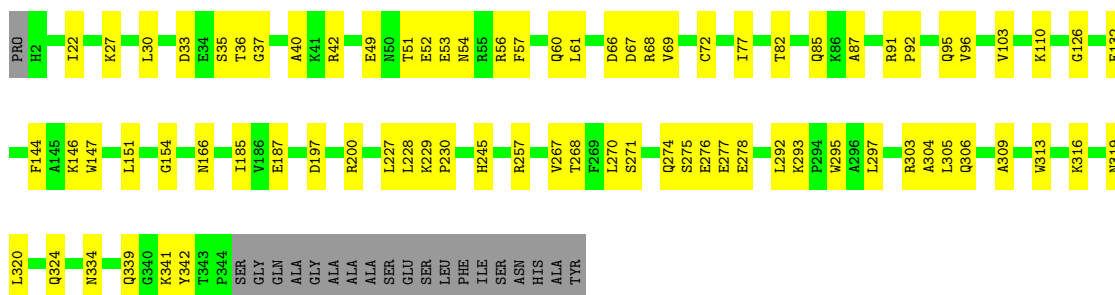 PRO H2 I22 K27 L30 D33 E34 S35 T36 G37 A40 K41 R42 E49 N50 T51 E52 E53 N54 R55 R56 F57 Q60 L61 D66 D67 R68 V69 C72 I77 T82 Q85 K86 A87 R91 P92 Q95 V96 V103 K110 G126
F144 A145 K146 W147 L151 G154 N166 I185 V186 E187 D197 R200 L227 L228 K229 P230 H245 R257 V267 T268 F269 L270 S271 Q274 S275 E276 E277 E278 L292 K293 P294 W295 A296 L297 R303 A304 L305 Q306 A309 W313 K316 N319
L320 Q324 N334 Q339 G340 K341 Y342 T343 P344 SER GLY GLN ALA GLY ALA ALA ALA SER GLU SER LEU PHE ILE SER ASN HIS ALA TYR